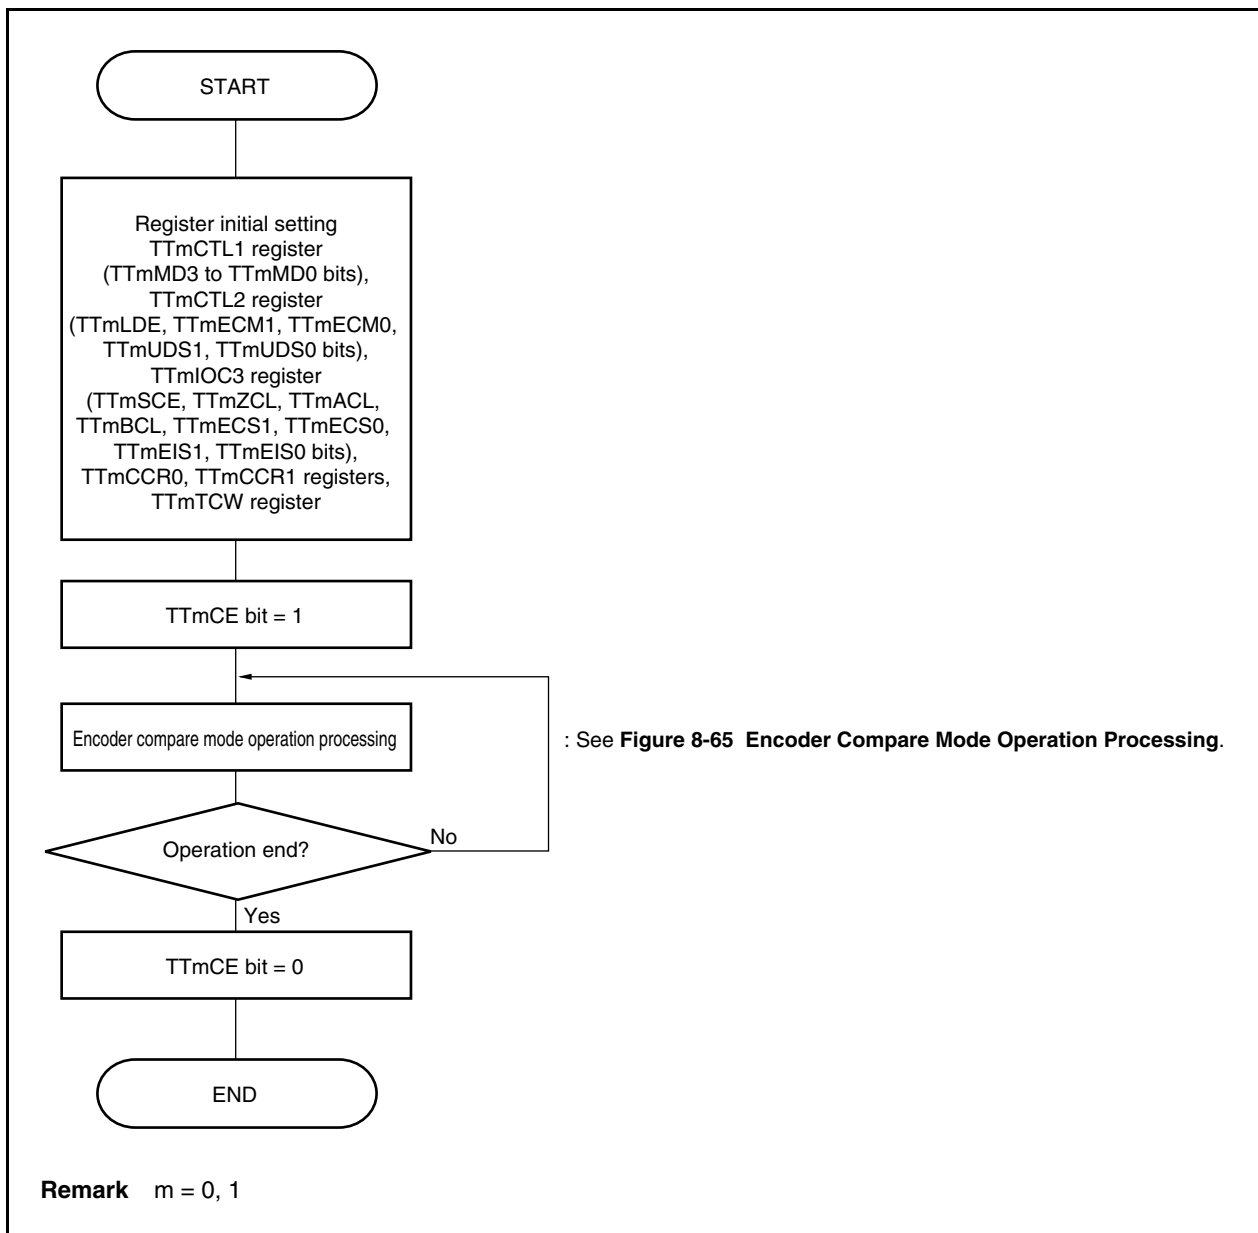 START
Register initial setting
TTmCTL1 register
(TTmMD3 to TTmMD0 bits),
TTmCTL2 register
(TTmLDE, TTmECM1, TTmECM0,
TTmUDS1, TTmUDS0 bits),
TTmIOC3 register
(TTmSCE, TTmZCL, TTmACL,
TTmBCL, TTmECS1, TTmECS0,
TTmEIS1, TTmEIS0 bits),
TTmCCR0, TTmCCR1 registers,
TTmTCW register
TTmCE bit = 1
Encoder compare mode operation processing
: See Figure 8-65 Encoder Compare Mode Operation Processing.
Operation end?
No
Yes
TTmCE bit = 0
END
Remark m = 0, 1